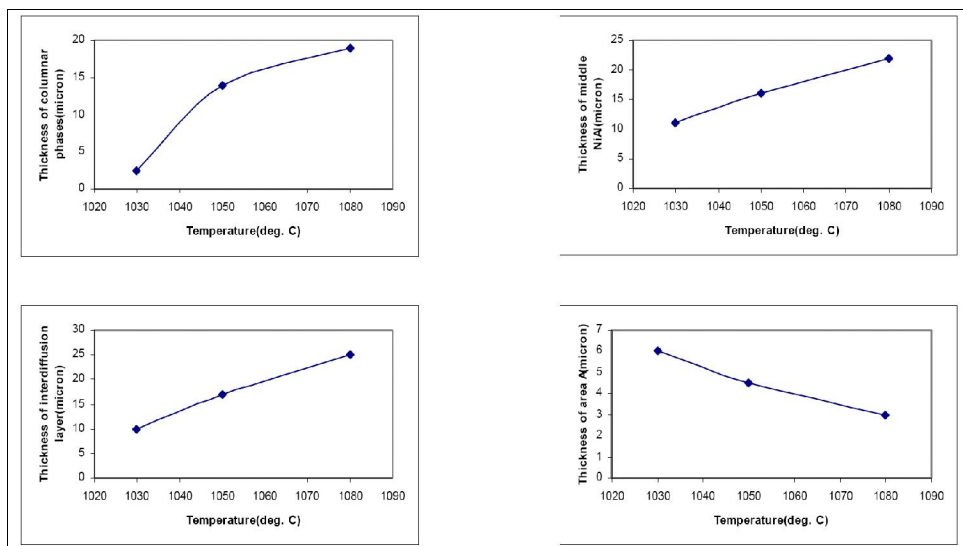 20
15
10
5
0
1020 1030 1040 1050 1060 1070 1080 1090
Thickness of columnar
phases(micron)
Temperature(deg. C)
25
20
15
10
5
0
1020 1030 1040 1050 1060 1070 1080 1090
Thickness of middle
NiAl(micron)
Temperature(deg. C)
30
25
20
15
10
5
0
1020 1030 1040 1050 1060 1070 1080 1090
Thickness of interdiffusion
layer(micron)
Temperature(deg. C)
7
6
5
4
3
2
1
0
1020 1030 1040 1050 1060 1070 1080 1090
Thickness of area A(micron)
Temperature(deg. C)